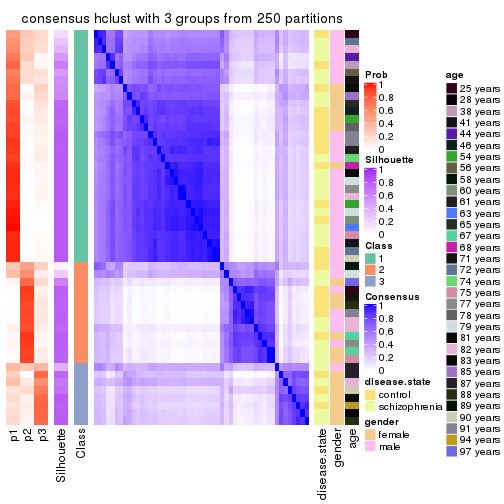 consensus hclust with 3 groups from 250 partitions
Prob
1
0.8
0.6
0.4
0.2
0
Silhouette
1
0.8
0.6
0.4
0.2
0
Class
1
2
3
Consensus
1
0.8
0.6
0.4
0.2
0
disease.state
control
schizophrenia
gender
female
male
age
25 years
28 years
38 years
41 years
44 years
46 years
54 years
56 years
58 years
60 years
61 years
63 years
65 years
67 years
68 years
71 years
72 years
74 years
75 years
77 years
78 years
79 years
81 years
82 years
83 years
85 years
87 years
88 years
89 years
90 years
91 years
94 years
97 years
p1
p2
p3
Silhouette
Class
disease.state
gender
age